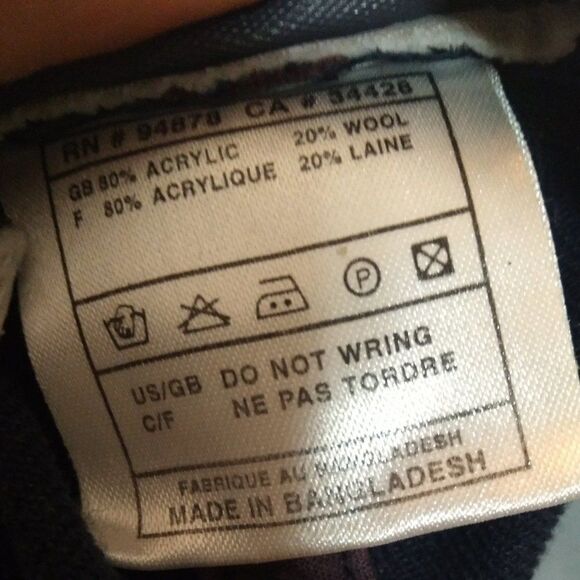 RN # 94878 CA # 34428
GB 80% ACRYLIC 20% WOOL
F 80% ACRYLIQUE 20% LAINE
P
US/GB DO NOT WRING
C/F NE PAS TORDRE
FABRIQUE AU BANGLADESH
MADE IN BANGLADESH